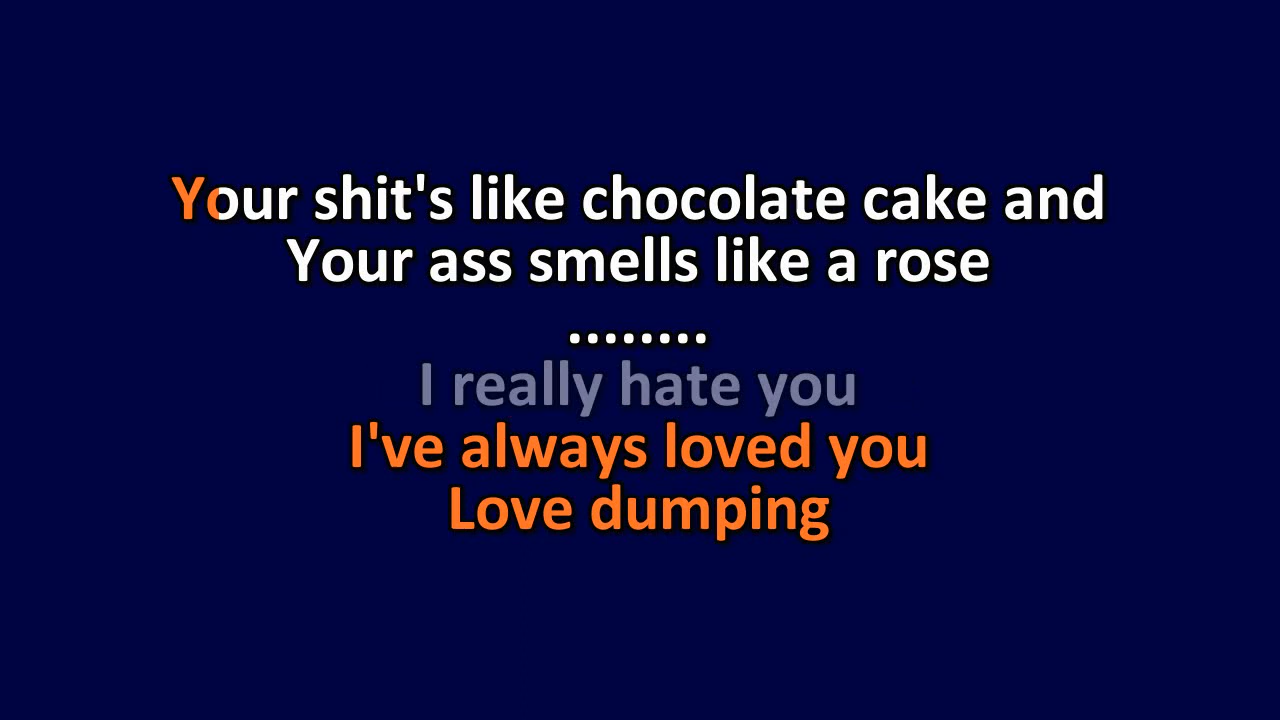 Your shit's like chocolate cake and
Your ass smells like a rose
........
I really hate you
I've always loved you
Love dumping